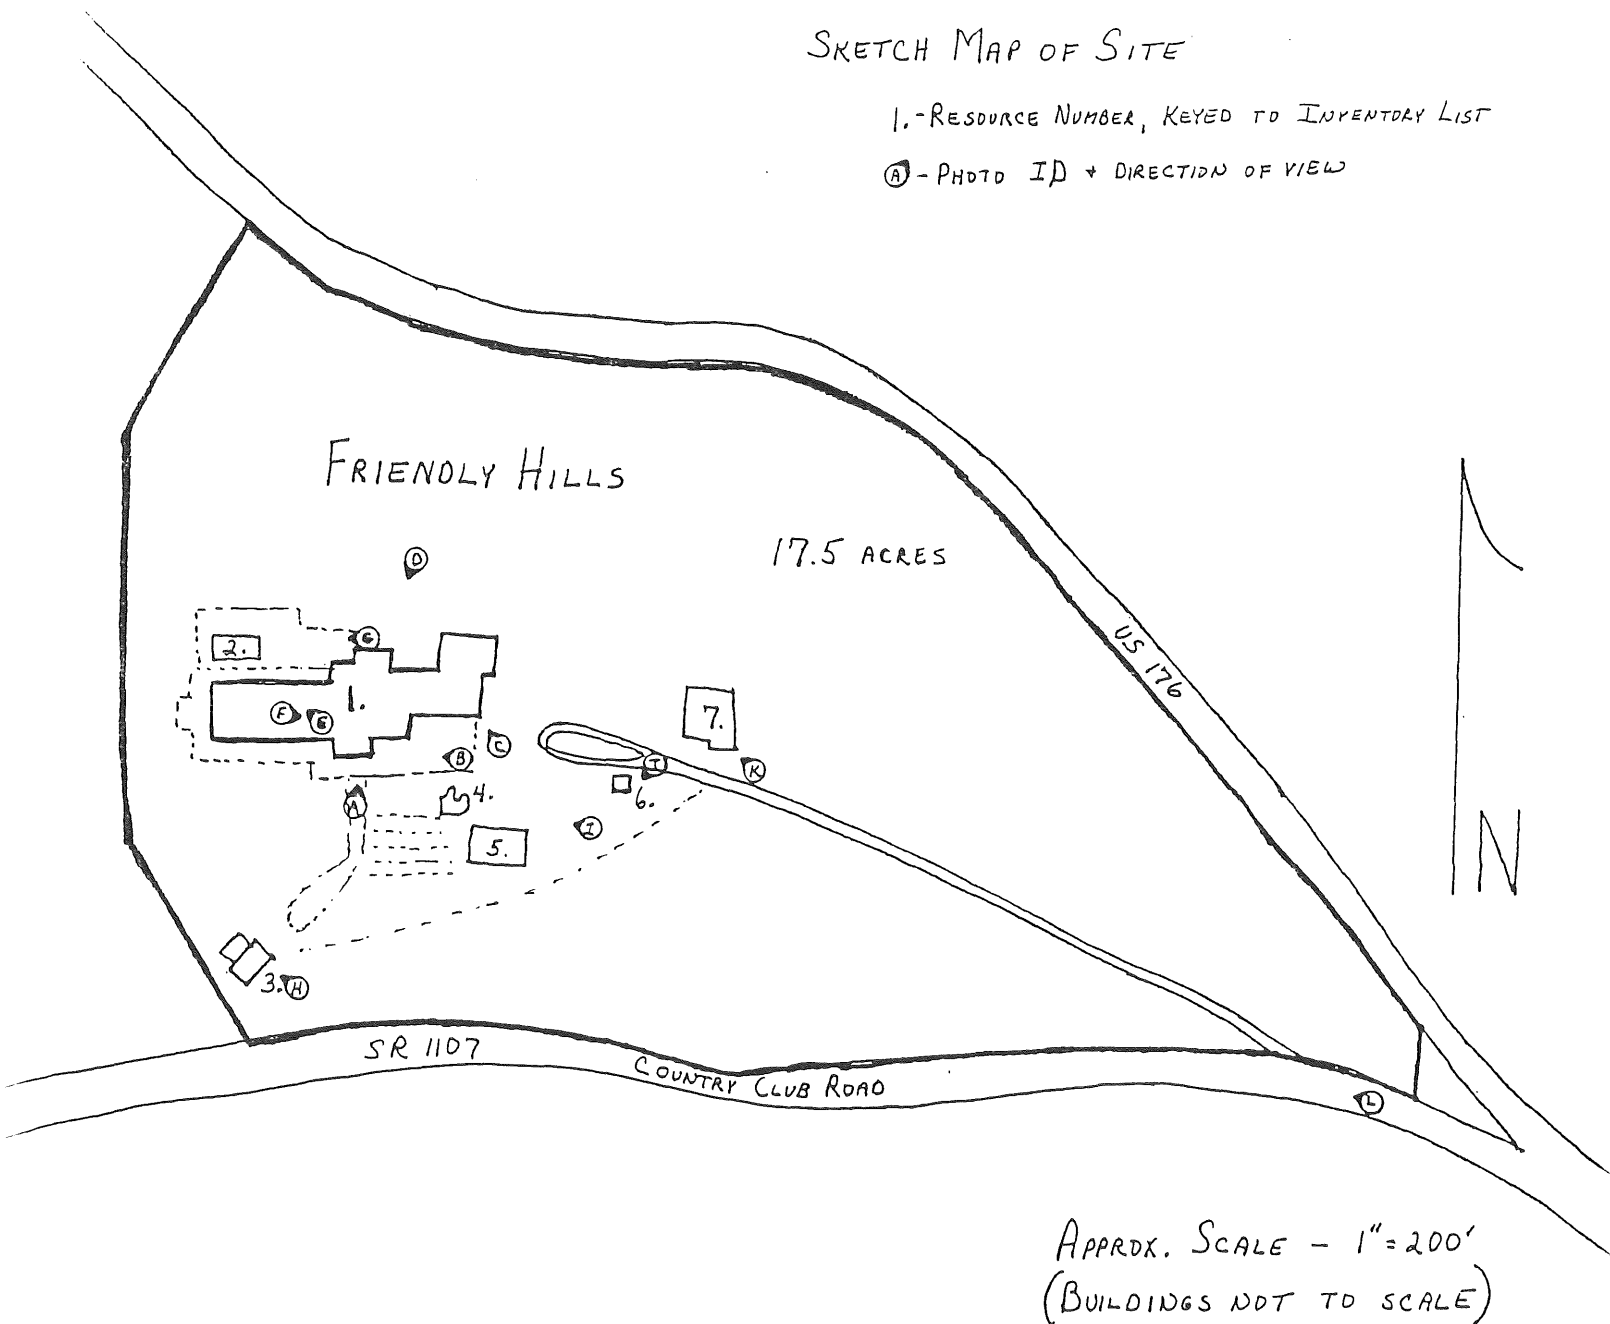 SKETCH MAP OF SITE
1.-RESOURCE NUMBER, KEYED TO INVENTORY LIST
A - PHOTO ID + DIRECTION OF VIEW
FRIENDLY HILLS
17.5 ACRES
D
US 176
2.
G
1.
F
E
7.
C
B
J
K
4.
6.
A
I
5.
N
3.
H
SR 1107
COUNTRY CLUB ROAD
L
APPROX. SCALE - 1"=200'
(BUILDINGS NOT TO SCALE)